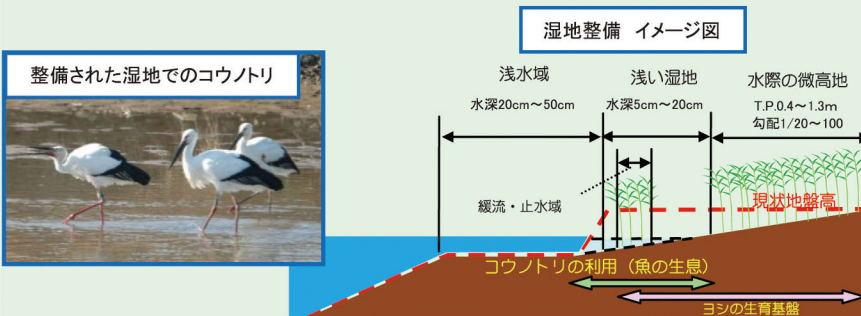 湿地整備 イメージ図
整備された湿地でのコウノトリ
浅水域
水深20cm～50cm
浅い湿地
水深5cm～20cm
水際の微高地
T.P.0.4～1.3m
勾配1/20～100
緩流・止水域
現状地盤高
コウノトリの利用（魚の生息）
ヨシの生育基盤